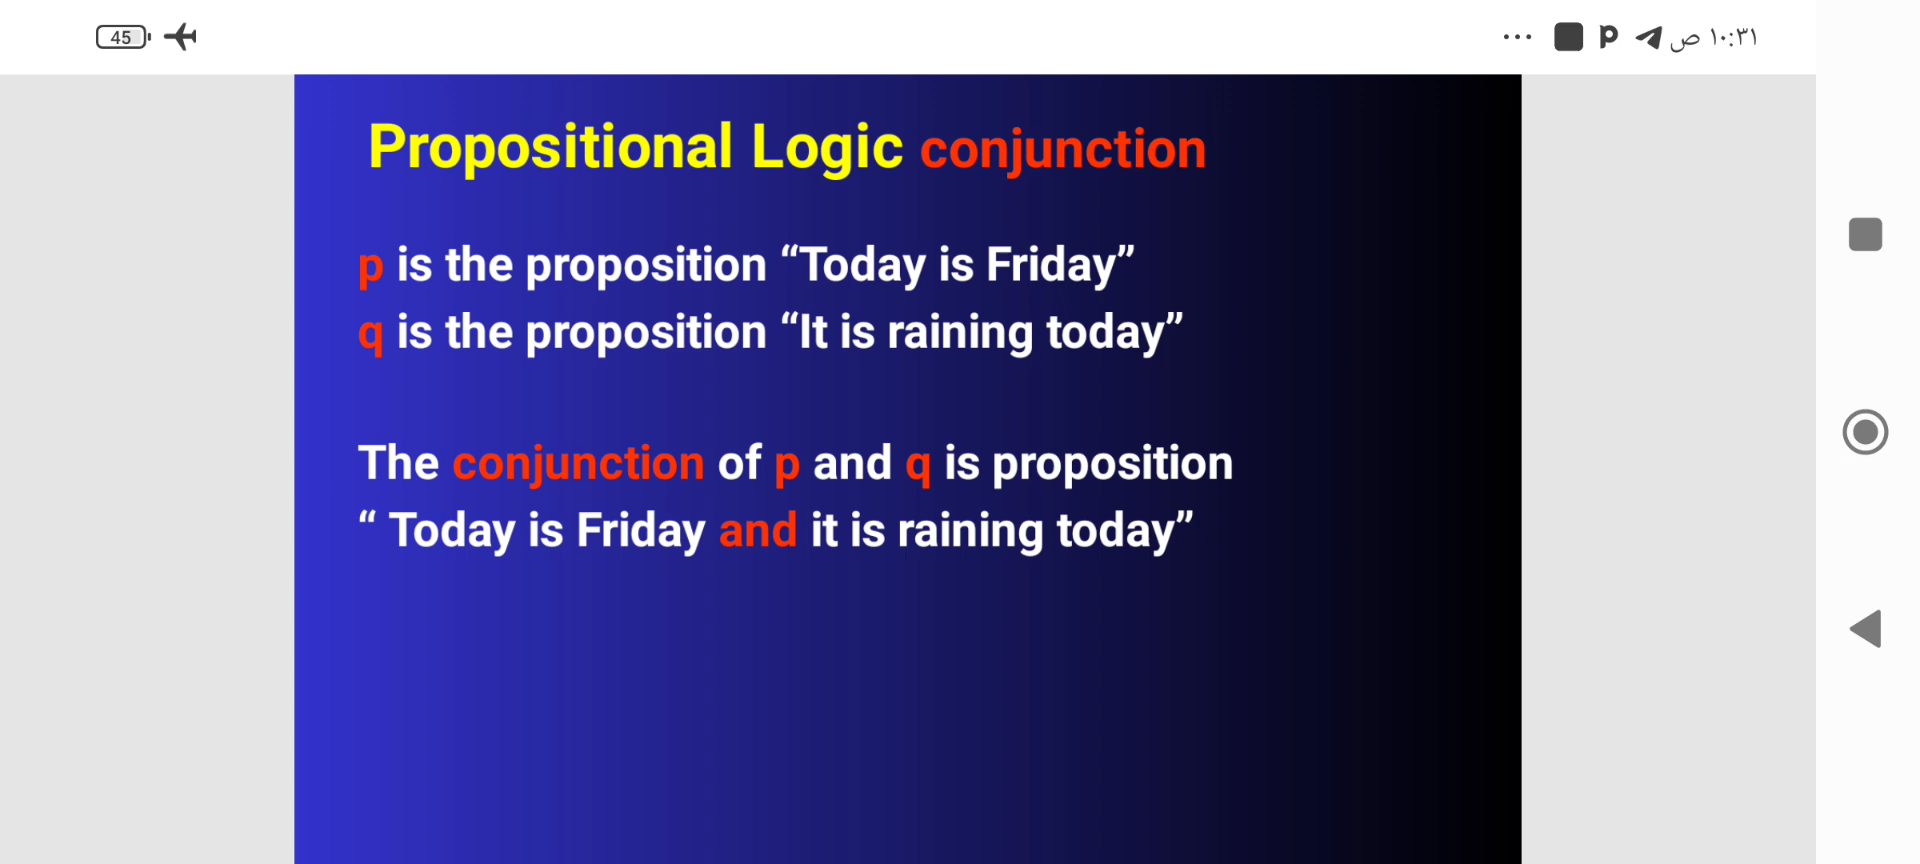 45
١٠:٣١ ص
Propositional Logic conjunction
p is the proposition “Today is Friday”
q is the proposition “It is raining today”
The conjunction of p and q is proposition
“ Today is Friday and it is raining today”